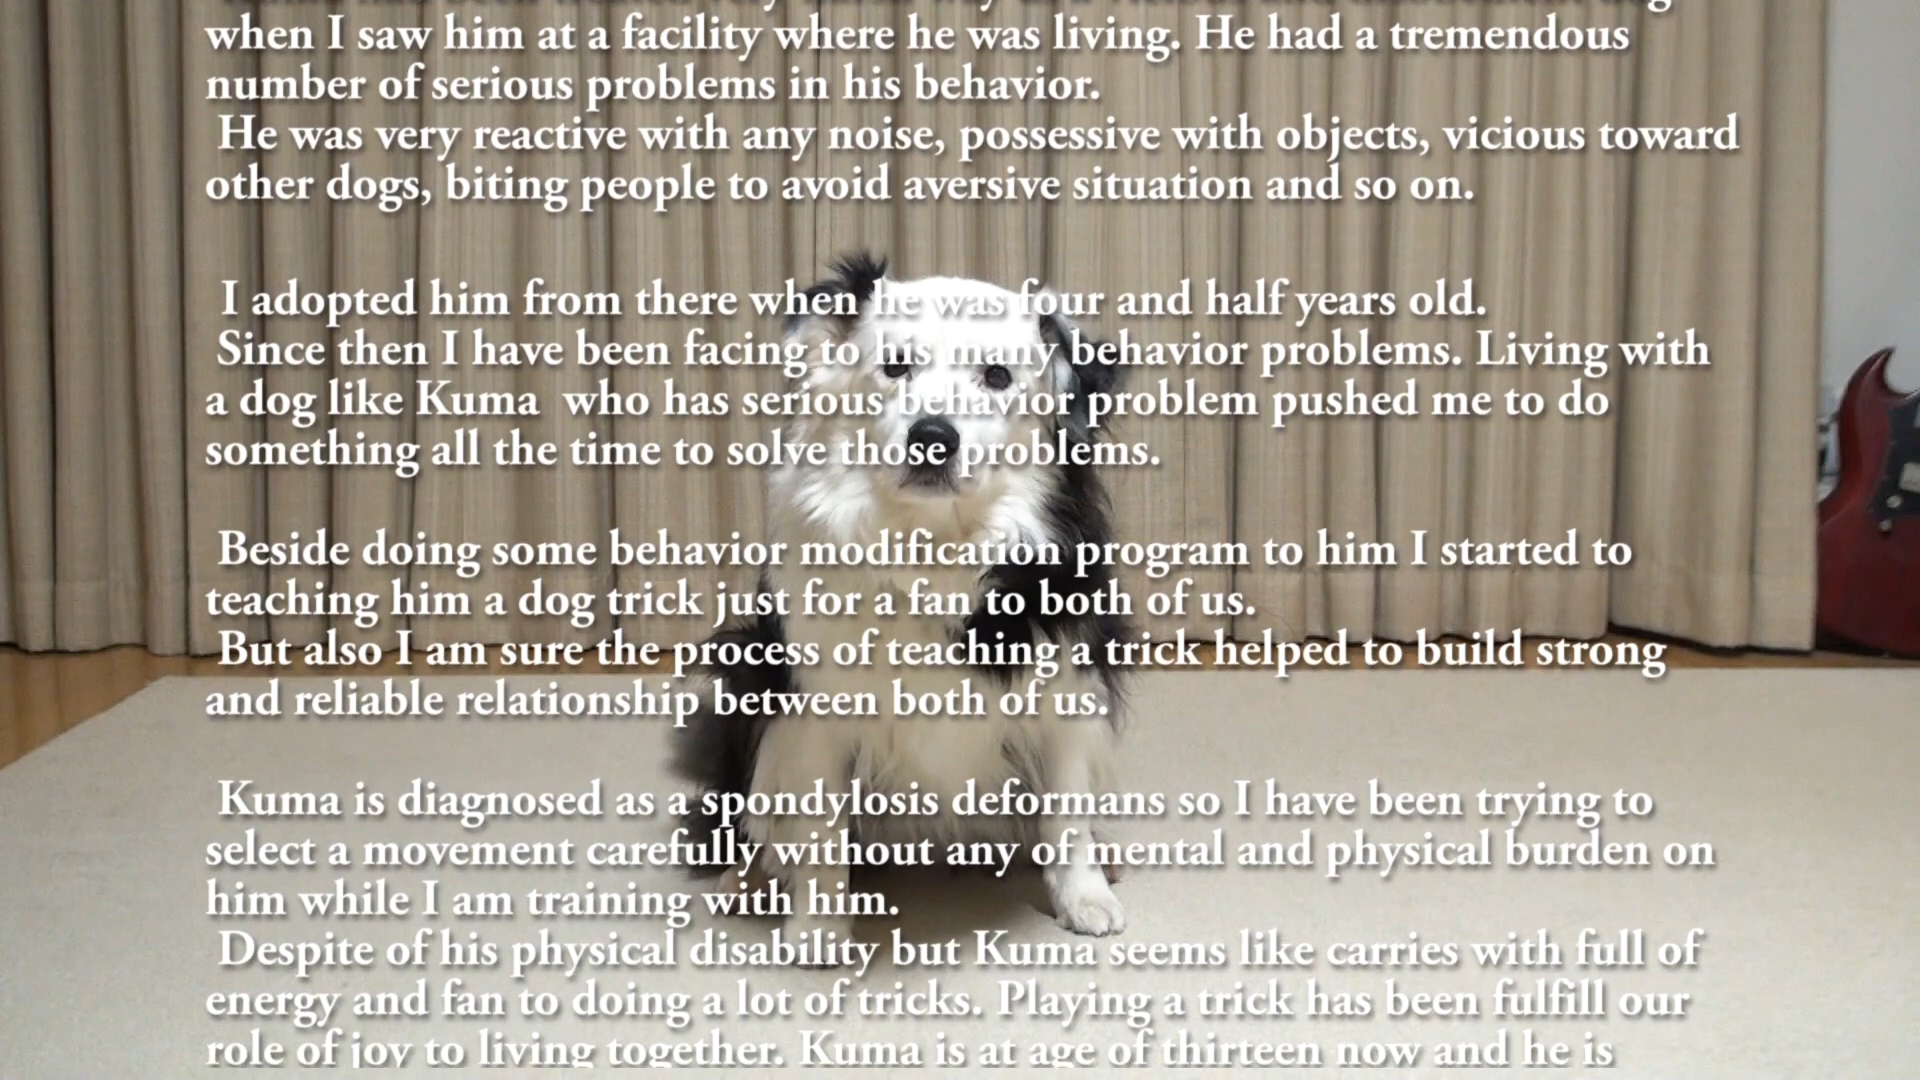 when I saw him at a facility where he was living. He had a tremendous
number of serious problems in his behavior.
He was very reactive with any noise, possessive with objects, vicious toward
other dogs, biting people to avoid aversive situation and so on.
I adopted him from there when he was four and half years old.
Since then I have been facing to his many behavior problems. Living with
a dog like Kuma who has serious behavior problem pushed me to do
something all the time to solve those problems.
Beside doing some behavior modification program to him I started to
teaching him a dog trick just for a fan to both of us.
But also I am sure the process of teaching a trick helped to build strong
and reliable relationship between both of us.
Kuma is diagnosed as a spondylosis deformans so I have been trying to
select a movement carefully without any of mental and physical burden on
him while I am training with him.
Despite of his physical disability but Kuma seems like carries with full of
energy and fan to doing a lot of tricks. Playing a trick has been fulfill our
role of joy to living together. Kuma is at age of thirteen now and he is